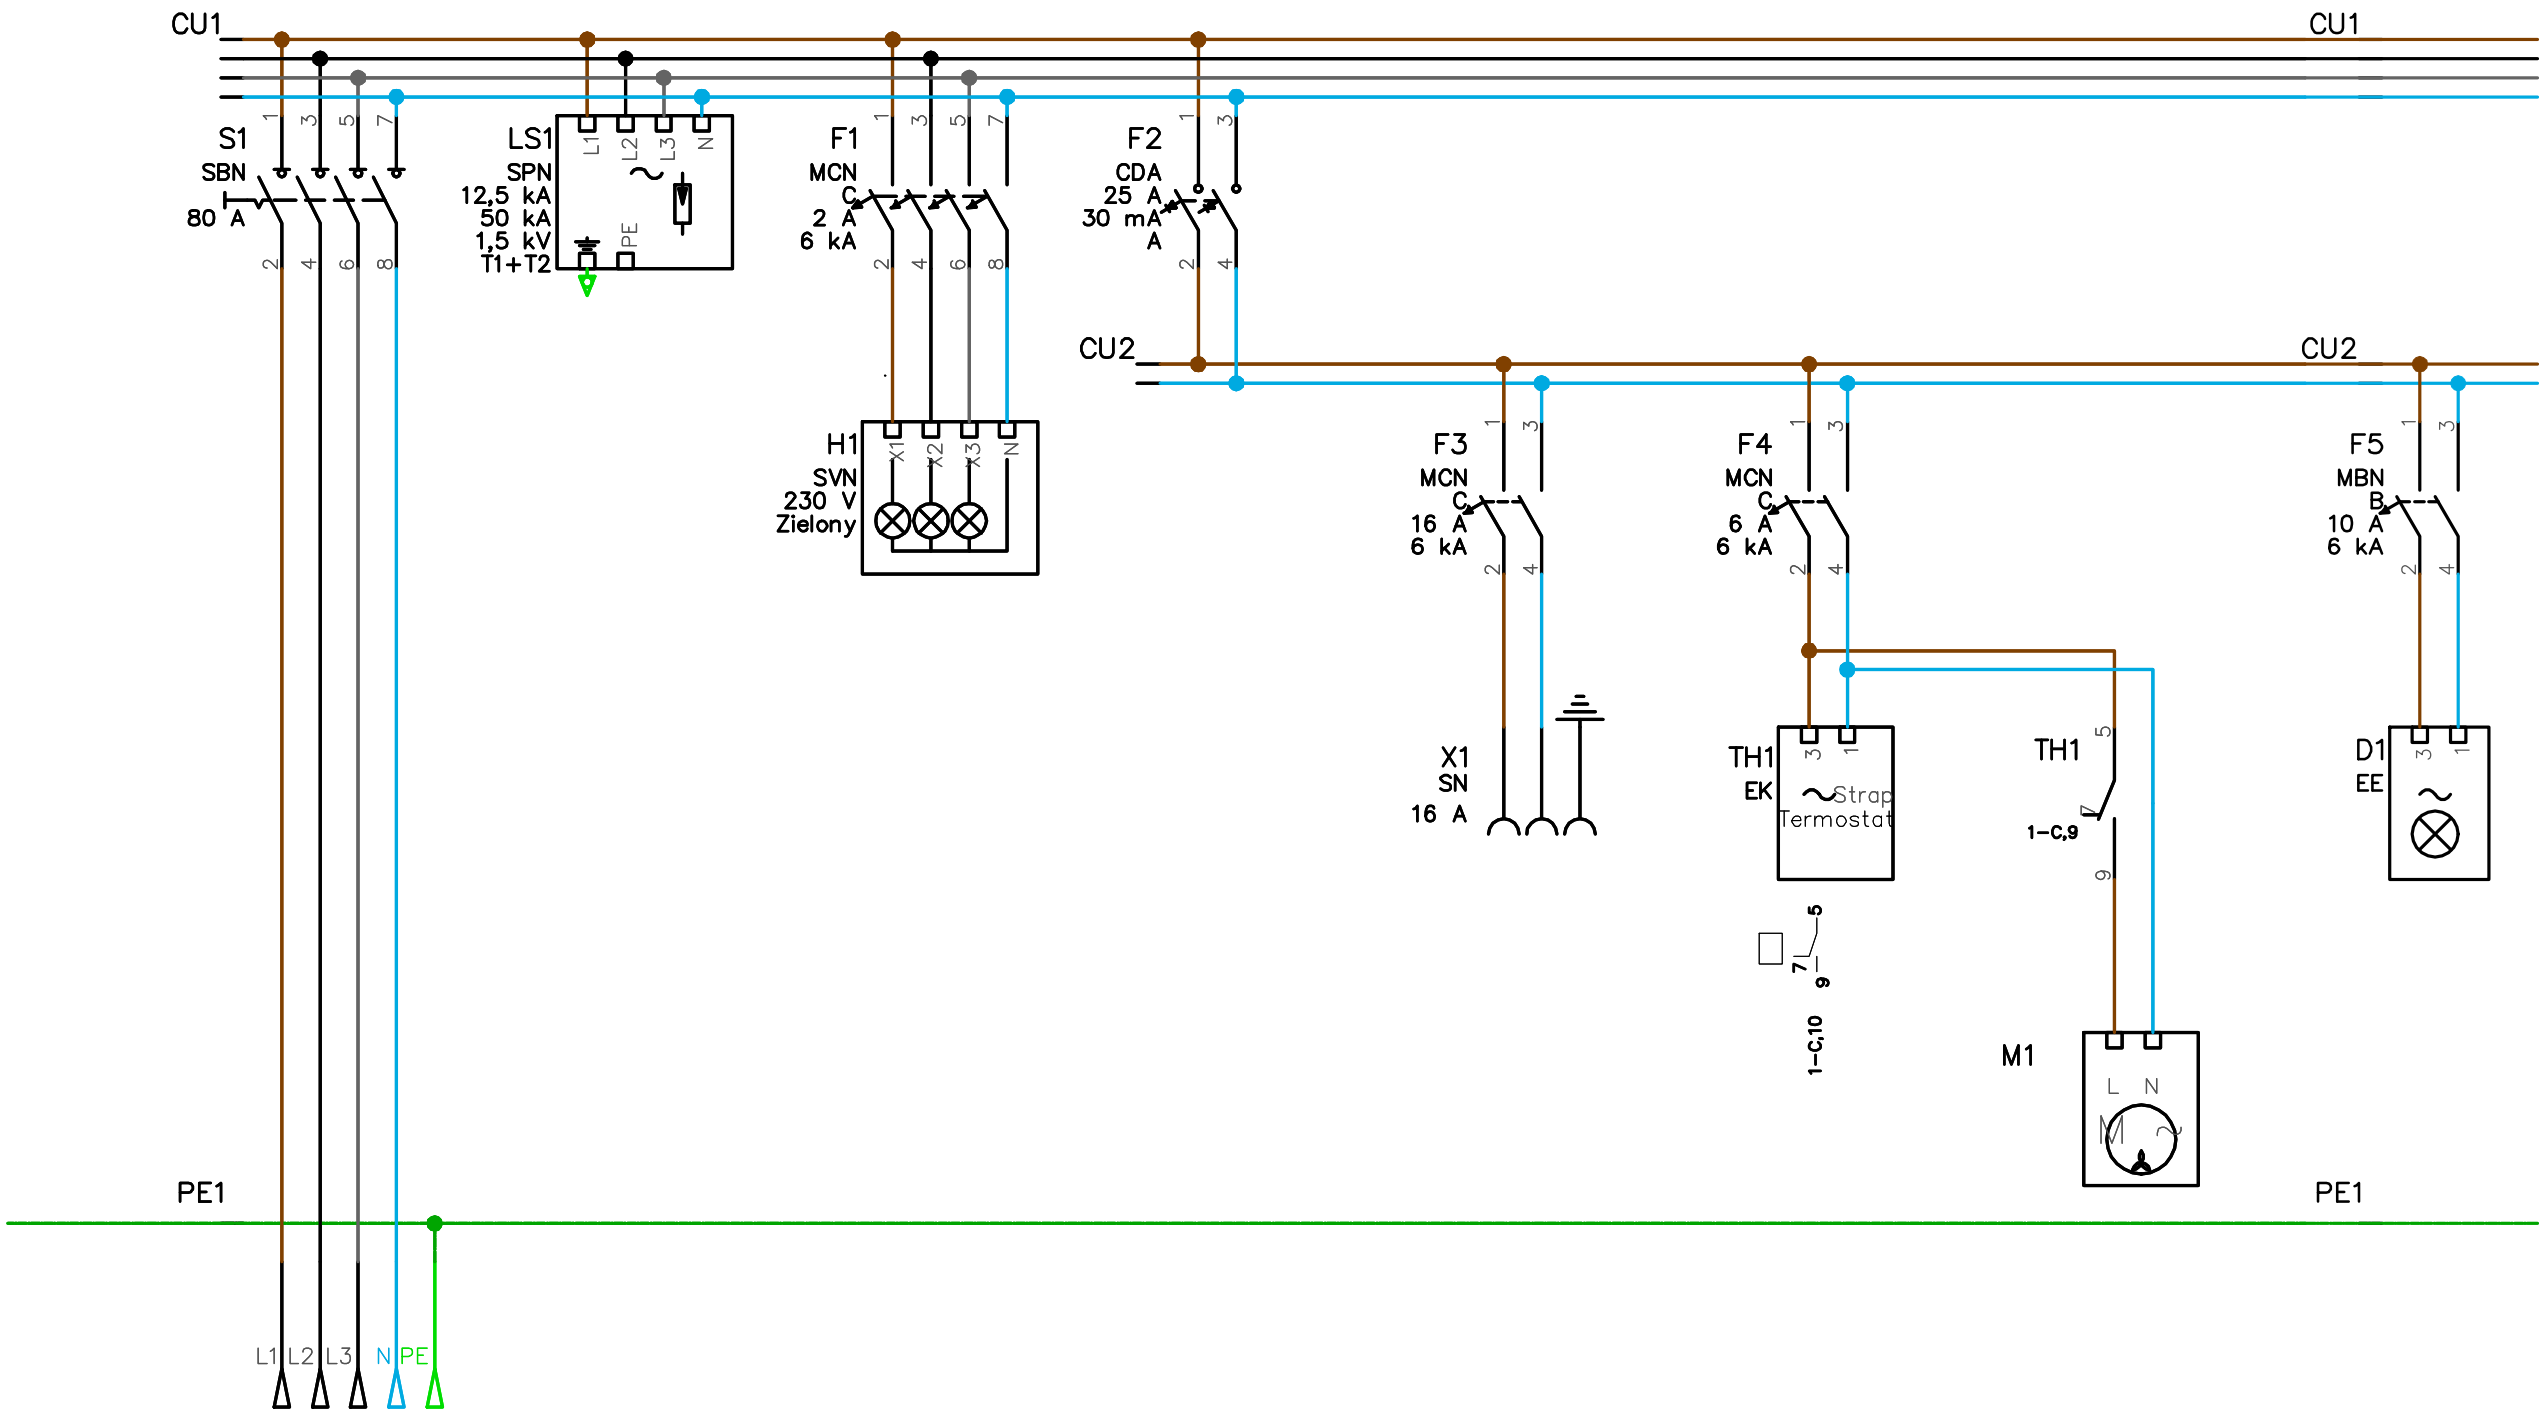 CU1
CU1
1
3
5
7
S1
SBN
80 A
2
4
6
8
LS1
SPN
12,5 kA
50 kA
1,5 kV
T1+T2
L1
L2
L3
N
PE
1
3
5
7
F1
MCN
C
2 A
6 kA
2
4
6
8
1
3
F2
CDA
25 A
30 mA
A
2
4
CU2
CU2
H1
SVN
230 V
Zielony
X1
X2
X3
N
1
3
F3
MCN
C
16 A
6 kA
2
4
1
3
F4
MCN
C
6 A
6 kA
2
4
1
3
F5
MBN
B
10 A
6 kA
2
4
X1
SN
16 A
TH1
EK
3
1
Strap
Termostat
TH1
5
7
1-C,9
9
D1
EE
3
1
5
7
9
1-C,10
M1
L N
M
PE1
PE1
L1
L2
L3
N
PE